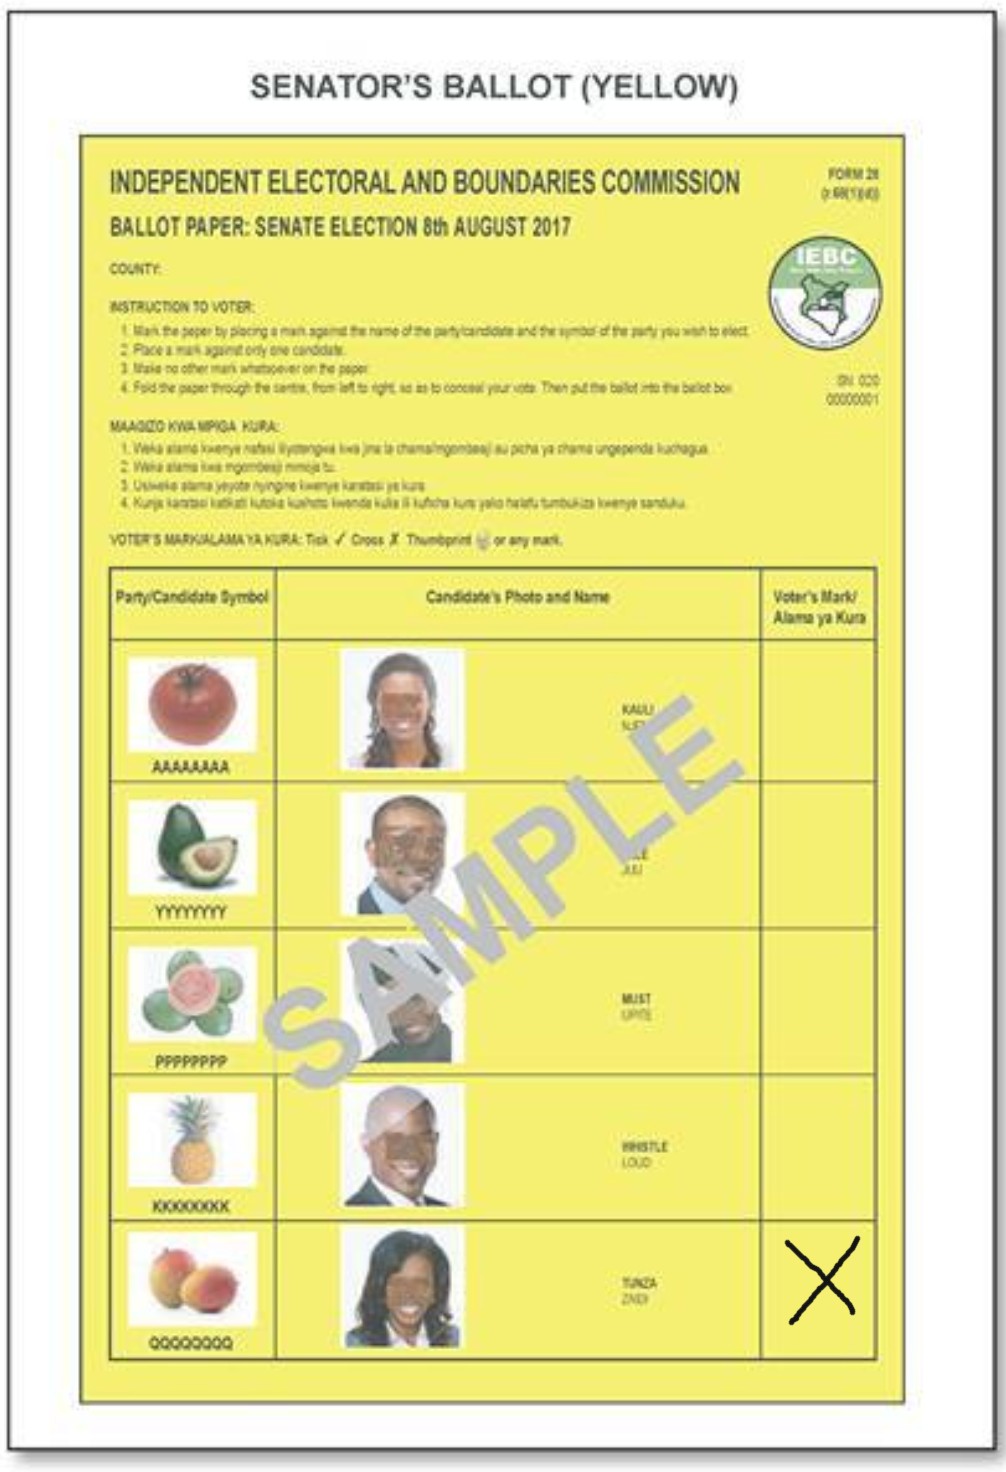 SENATOR'S BALLOT (YELLOW)
INDEPENDENT ELECTORAL AND BOUNDARIES COMMISSION
FORM 28
BALLOT PAPER: SENATE ELECTION 8th AUGUST 2017
COUNTY:
IEBC
INSTRUCTION TO VOTER:
1. Mark the paper by placing a mark against the name of the party/candidate and the symbol of the party you wish to elect.
2. Place a mark against only one candidate.
3. Make no other mark whatsoever on the paper.
4. Fold the paper through the centre, from left to right, so as to conceal your vote. Then put the ballot into the ballot box
SN 020
00000001
MAAGIZO KWA MPIGA KURA:
1. Weka alama kwenye nafasi iliyotengwa kwa jina la chama/mgombeaji au picha ya chama ungependa kuchagua.
2. Weka alama kwa mgombeaji mmoja tu.
3. Usiweke alama yeyote nyingine kwenye karatasi ya kura
4. Kunja karatasi katikati kutoka kushoto kwenda kulia ili kuficha kura yako halafu tumbukiza kwenye sanduku.
VOTER'S MARK/ALAMA YA KURA: Tick ✓ Cross ✗ Thumbprint or any mark.
Party/Candidate Symbol
Candidate's Photo and Name
Voter's Mark/
Alama ya Kura
KAULI
AAAAAAAA
JULI
YYYYYYYY
MUST
UPITE
PPPPPPPP
WHISTLE
LOUD
KKKKKKKK
TUNZA
QQQQQQQQ
SAMPLE